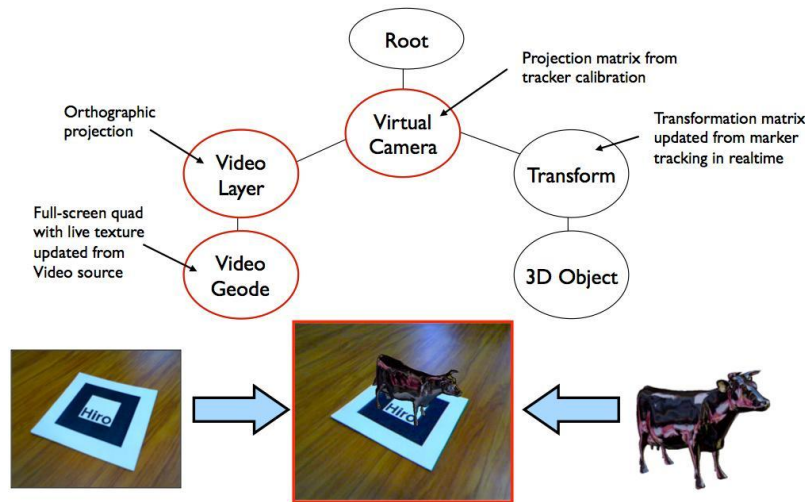 Root
Projection matrix from
tracker calibration
Orthographic
projection
Virtual
Camera
Transformation matrix
updated from marker
tracking in realtime
Video
Layer
Transform
Full-screen quad
with live texture
updated from
Video source
Video
Geode
3D Object
Hiro
Hiro